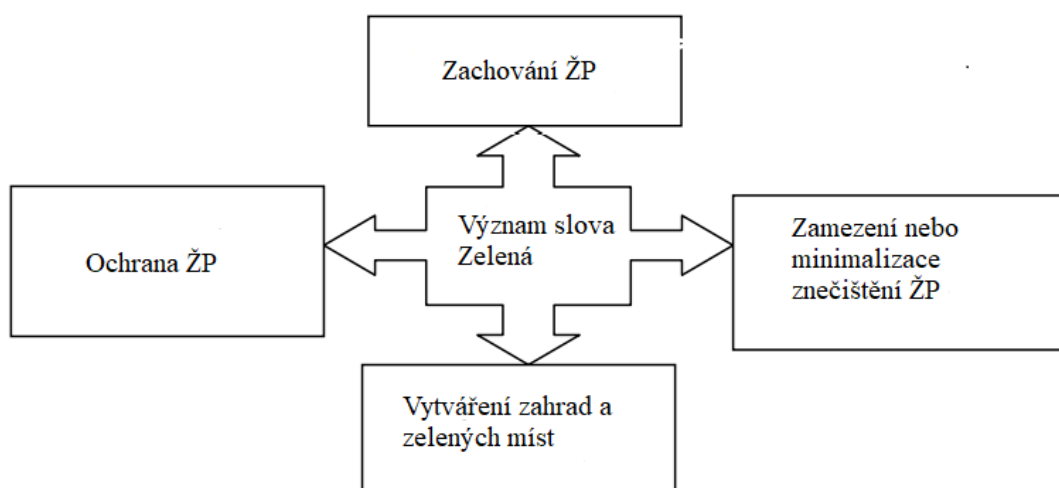 Zachování ŽP
Ochrana ŽP
Význam slova
Zelená
Zamezení nebo
minimalizace
znečištění ŽP
Vytváření zahrad a
zelených míst